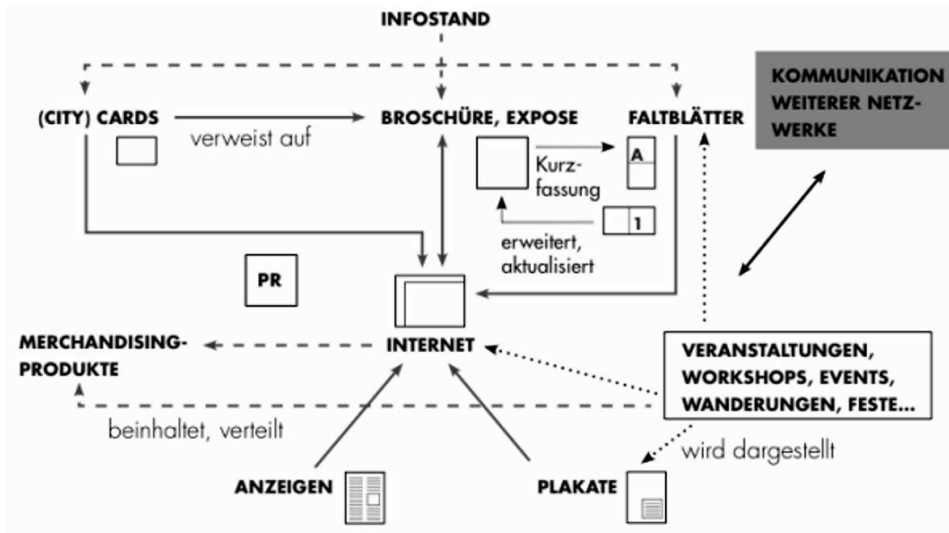 INFOSTAND
KOMMUNIKATION
WEITERER NETZ-
WERKE
(CITY) CARDS
verweist auf
BROSCHÜRE, EXPOSE
FALTBLÄTTER
A
Kurz-
fassung
1
erweitert,
aktualisiert
PR
MERCHANDISING-
PRODUKTE
INTERNET
VERANSTALTUNGEN,
WORKSHOPS, EVENTS,
WANDERUNGEN, FESTE...
beinhaltet, verteilt
wird dargestellt
ANZEIGEN
PLAKATE